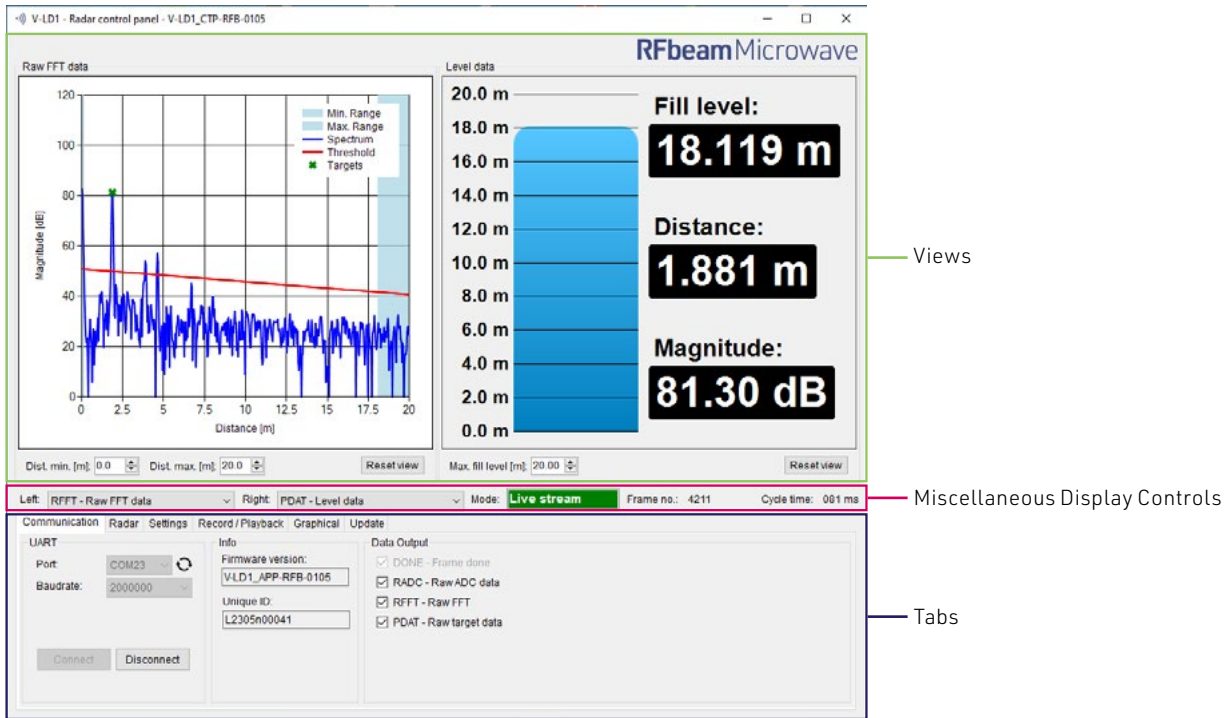 V-LD1 - Radar control panel - V-LD1_CTP-RFB-0105
RFbeam Microwave
Raw FFT data
120
100
80
60
40
20
0
Magnitude [dB]
0 2.5 5 7.5 10 12.5 15 17.5 20
Distance [m]
Min. Range
Max. Range
Spectrum
Threshold
Targets
Dist. min. [m]: 0.0 Dist. max. [m]: 20.0 Reset view
Level data
20.0 m
18.0 m
16.0 m
14.0 m
12.0 m
10.0 m
8.0 m
6.0 m
4.0 m
2.0 m
0.0 m
Fill level:
18.119 m
Distance:
1.881 m
Magnitude:
81.30 dB
Max. fill level [m]: 20.00 Reset view
Views
Left: RFFT - Raw FFT data Right: PDAT - Level data Mode: Live stream Frame no.: 4211 Cycle time: 081 ms
Miscellaneous Display Controls
Communication Radar Settings Record / Playback Graphical Update
UART
Port: COM23
Baudrate: 2000000
Connect Disconnect
Info
Firmware version:
V-LD1_APP-RFB-0105
Unique ID:
L2305n00041
Data Output
DONE - Frame done
RADC - Raw ADC data
RFFT - Raw FFT
PDAT - Raw target data
Tabs